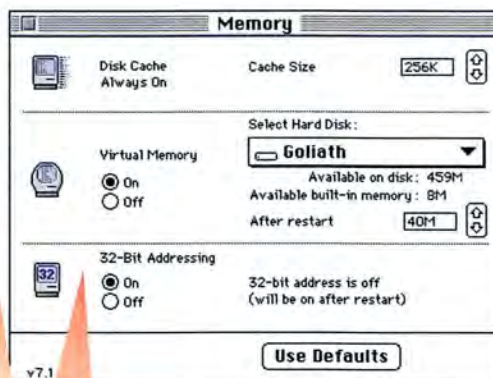 Memory
Disk Cache
Always On
Cache Size
256K
Select Hard Disk:
Goliath
Virtual Memory
On
Off
Available on disk: 459M
Available built-in memory: 8M
After restart
40M
32-Bit Addressing
32
On
Off
32-bit address is off
(will be on after restart)
Use Defaults
v7.1